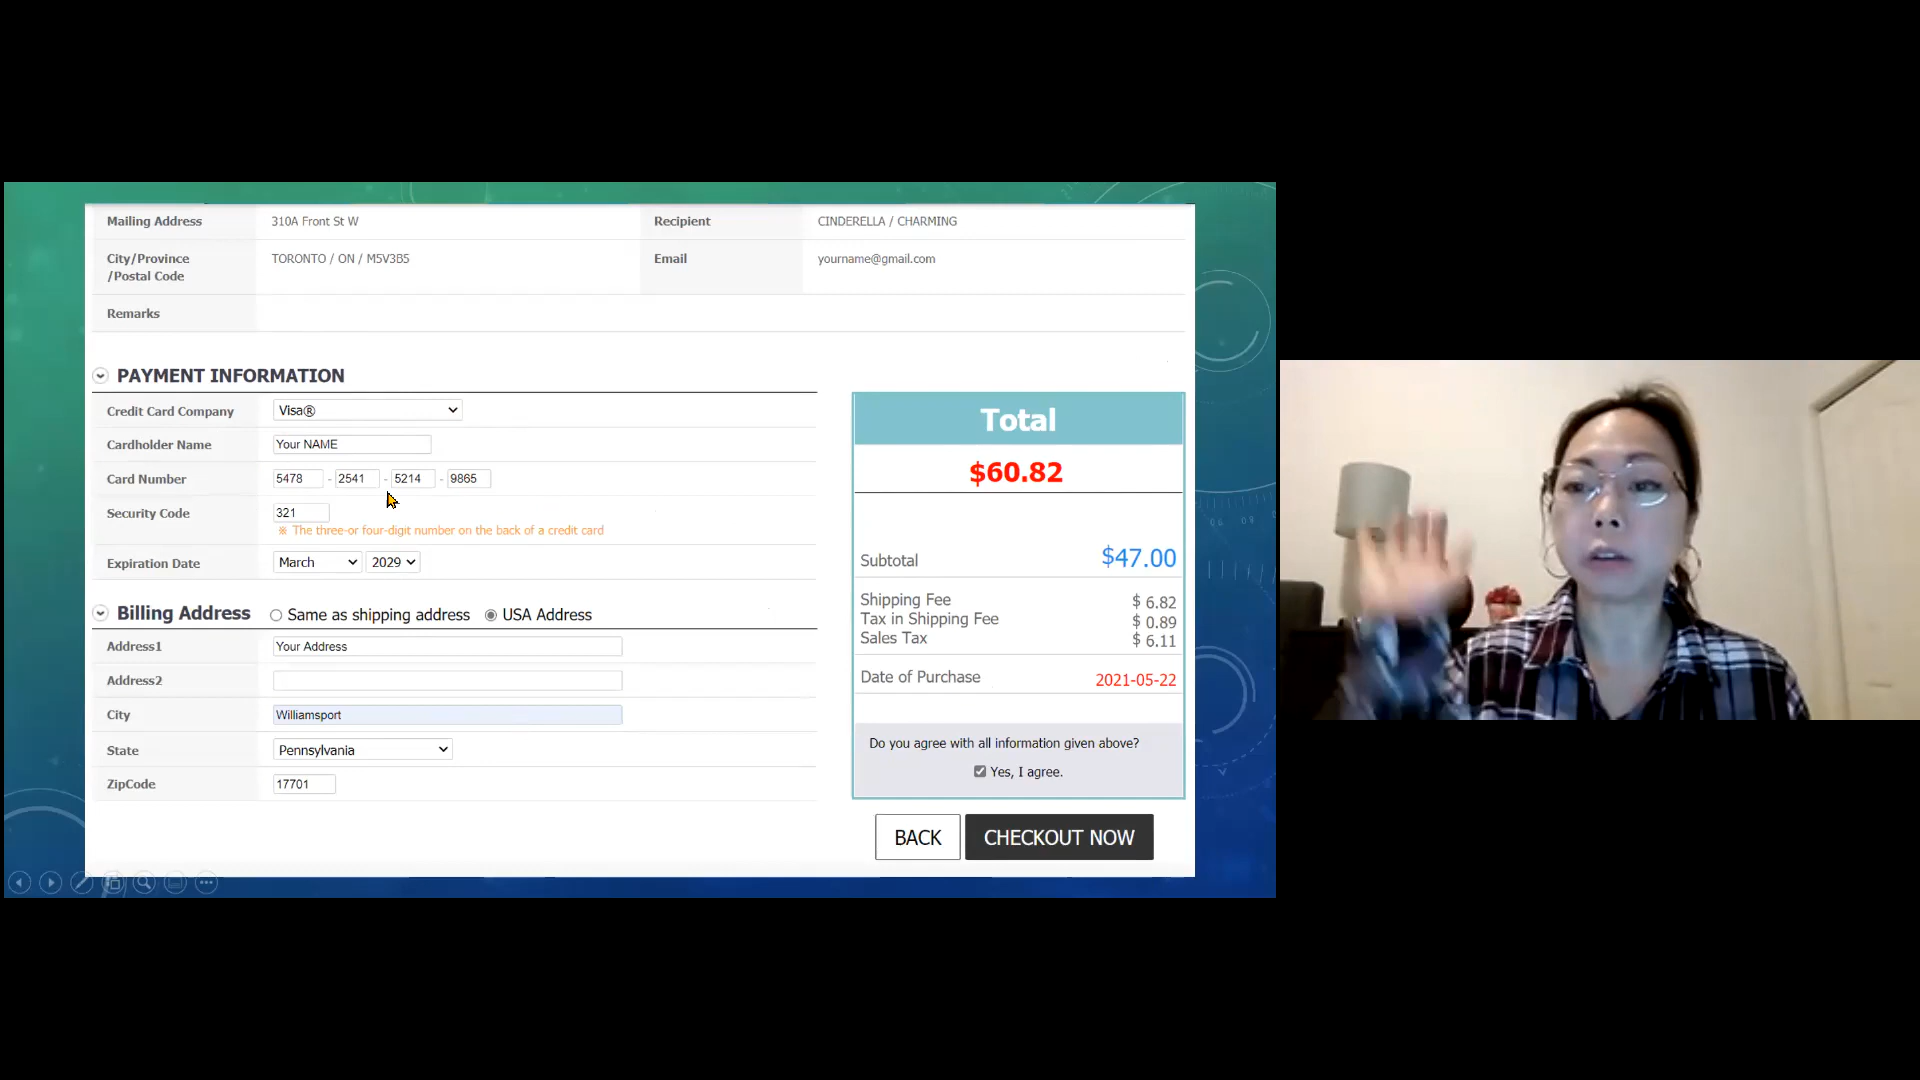 Mailing Address 310A Front St W Recipient CINDERELLA / CHARMING
City/Province
/Postal Code TORONTO / ON / M5V3B5 Email yourname@gmail.com
Remarks
PAYMENT INFORMATION
Credit Card Company Visa®
Cardholder Name Your NAME
Card Number 5478 - 2541 - 5214 - 9865
Security Code 321
※ The three-or four-digit number on the back of a credit card
Expiration Date March 2029
Billing Address Same as shipping address USA Address
Address1 Your Address
Address2
City Williamsport
State Pennsylvania
ZipCode 17701
Total
$60.82
Subtotal $47.00
Shipping Fee $ 6.82
Tax in Shipping Fee $ 0.89
Sales Tax $ 6.11
Date of Purchase 2021-05-22
Do you agree with all information given above?
Yes, I agree.
BACK CHECKOUT NOW